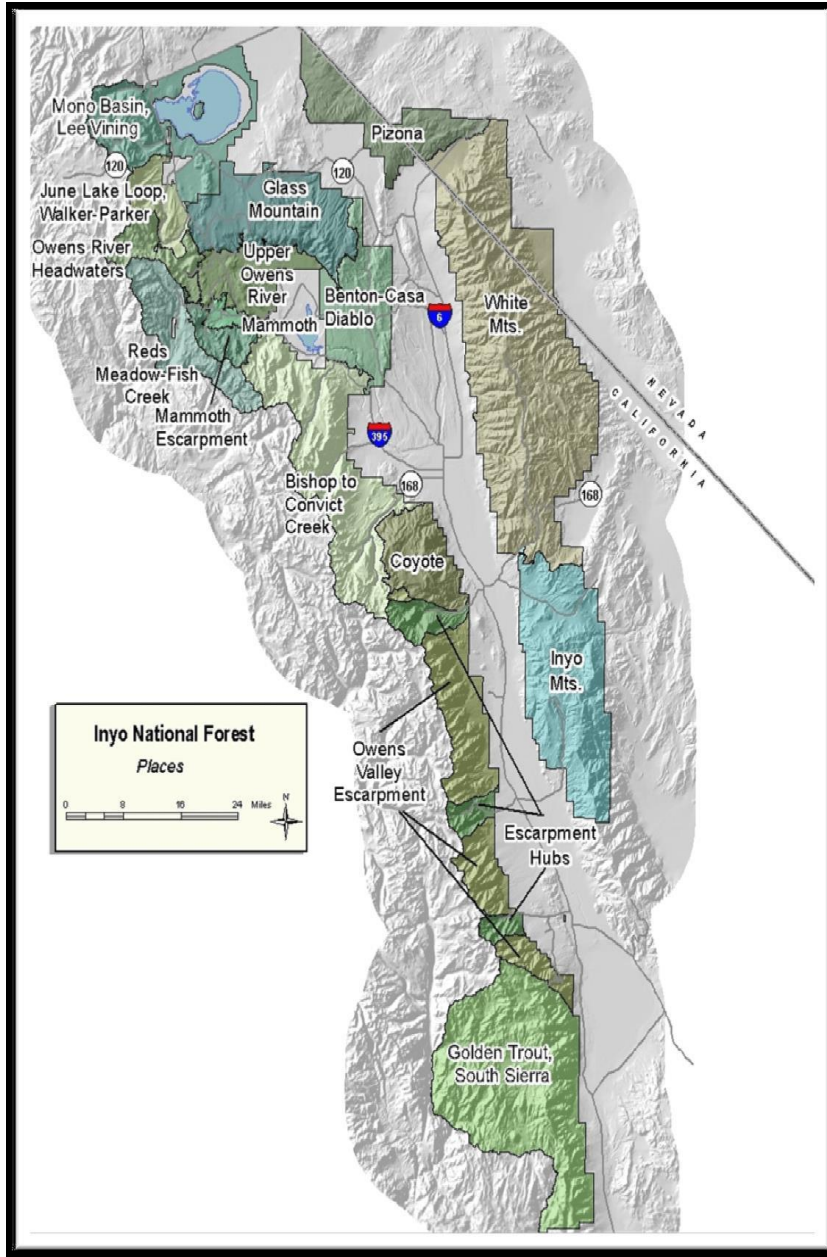 Mono Basin,
Lee Vining
Pizona
120
120
June Lake Loop,
Walker-Parker
Glass
Mountain
Owens River
Headwaters
Upper
Owens
River
Benton-Casa
Diablo
White
Mts.
6
Mammoth
Reds
Meadow-Fish
Creek
Mammoth
Escarpment
NEVADA
CALIFORNIA
395
168
168
Bishop to
Convict
Creek
Coyote
Inyo
Mts.
Inyo National Forest
Places
0 8 16 24 Miles
N
Owens
Valley
Escarpment
Escarpment
Hubs
Golden Trout,
South Sierra